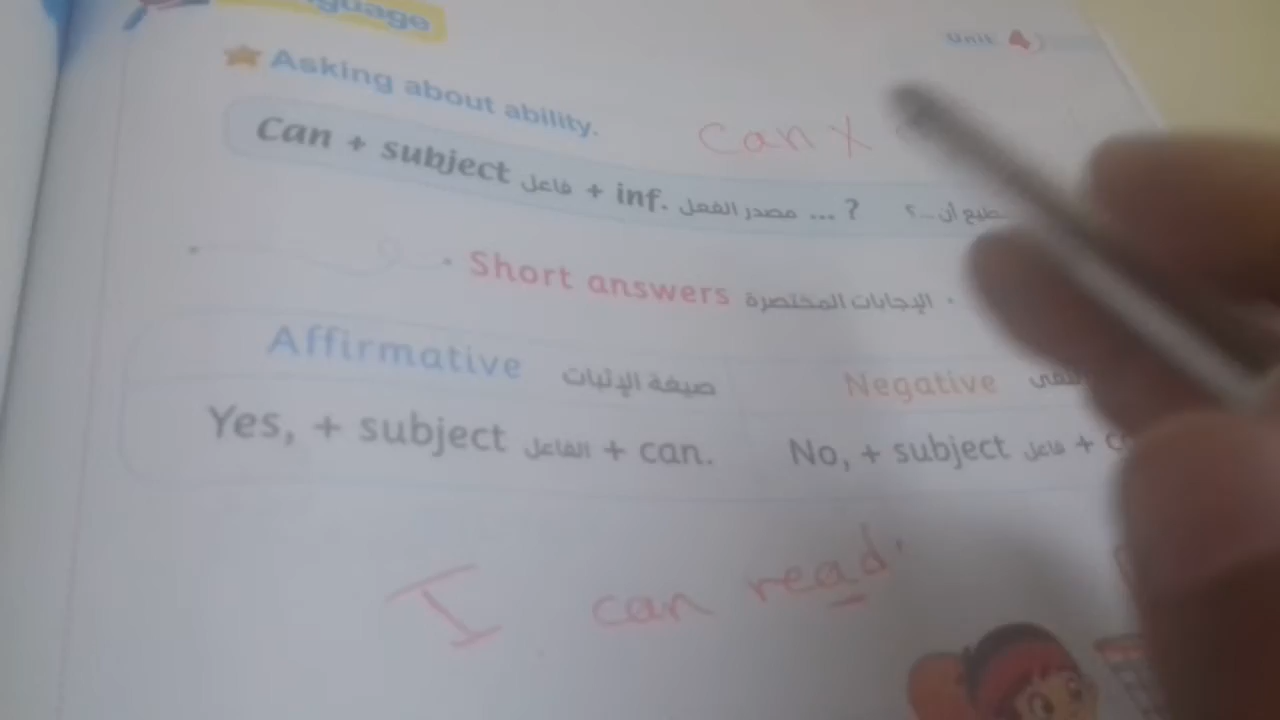 Unit 4
Asking about ability.
can X
Can + subject فاعل + inf. مصدر الفعل ... ?
Short answers الإجابات المختصرة
Affirmative صيغة الإثبات Negative
Yes, + subject الفاعل + can. No, + subject فاعل +
I can read.